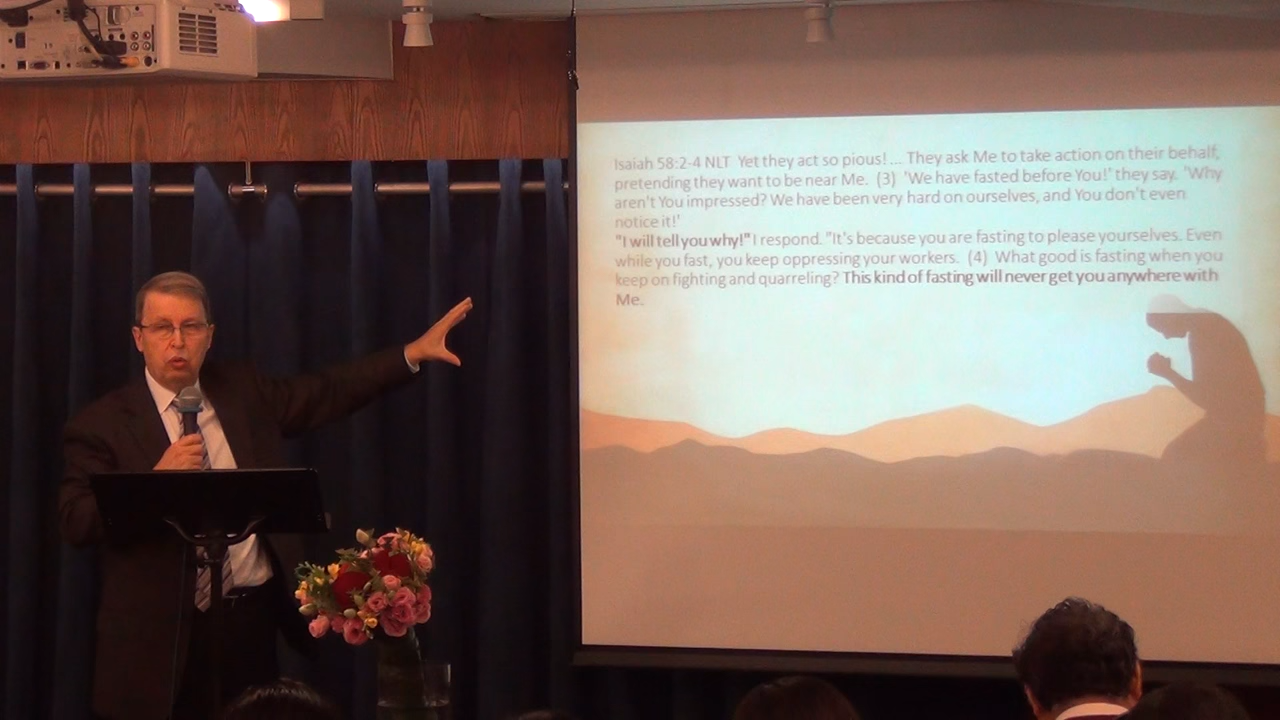 Isaiah 58:2-4 NLT  Yet they act so pious! ... They ask Me to take action on their behalf,
pretending they want to be near Me.  (3)  'We have fasted before You!' they say.  'Why
aren't You impressed? We have been very hard on ourselves, and You don't even
notice it!'
"I will tell you why!" I respond. "It's because you are fasting to please yourselves. Even
while you fast, you keep oppressing your workers.  (4)  What good is fasting when you
keep on fighting and quarreling? This kind of fasting will never get you anywhere with
Me.